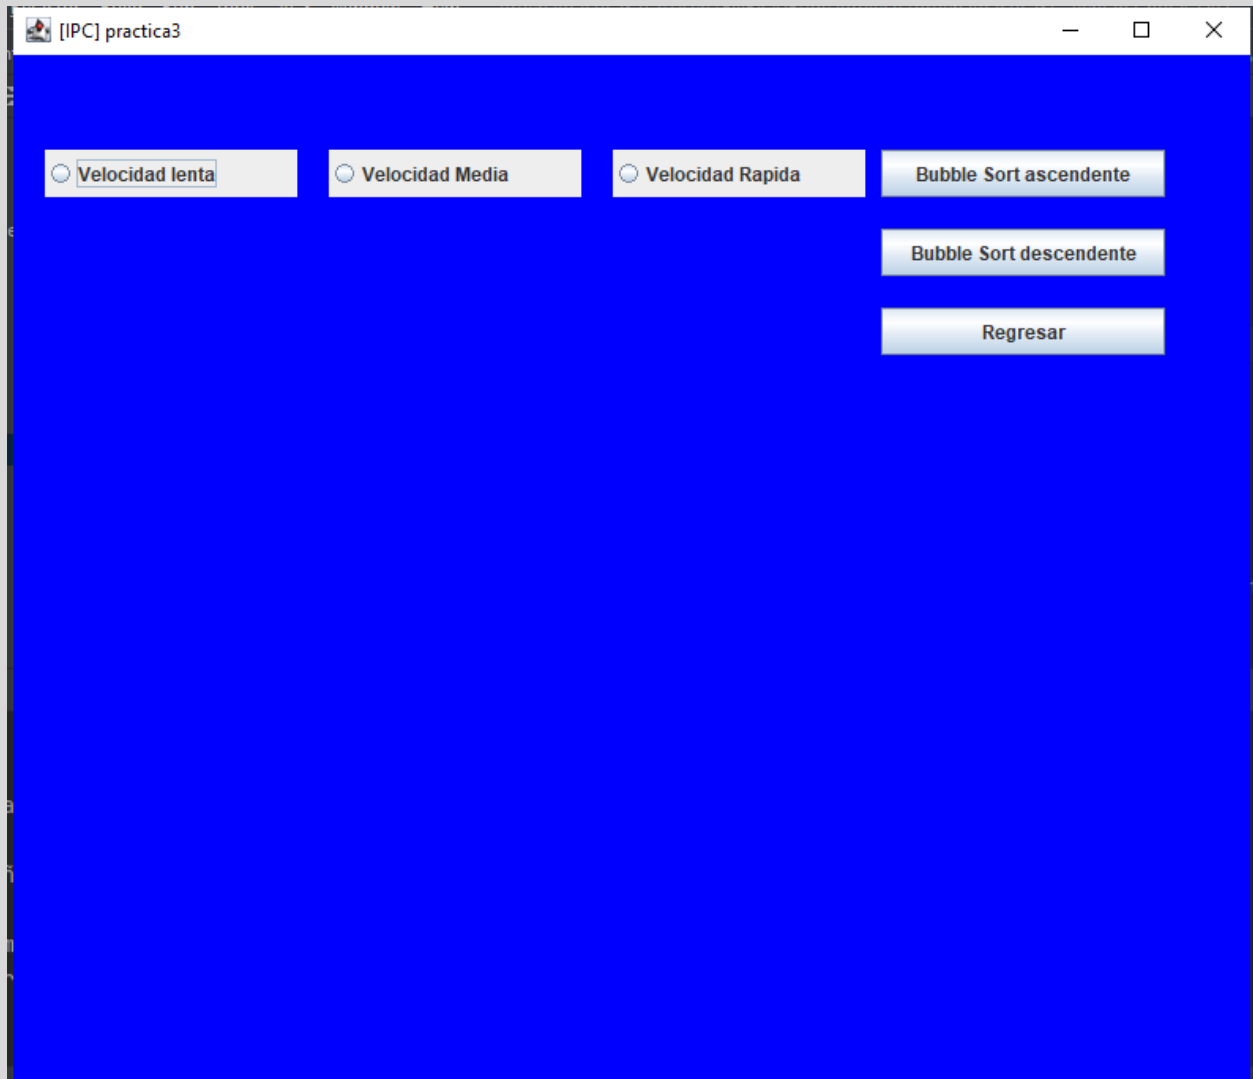 [IPC] practica3
Velocidad lenta
Velocidad Media
Velocidad Rapida
Bubble Sort ascendente
Bubble Sort descendente
Regresar